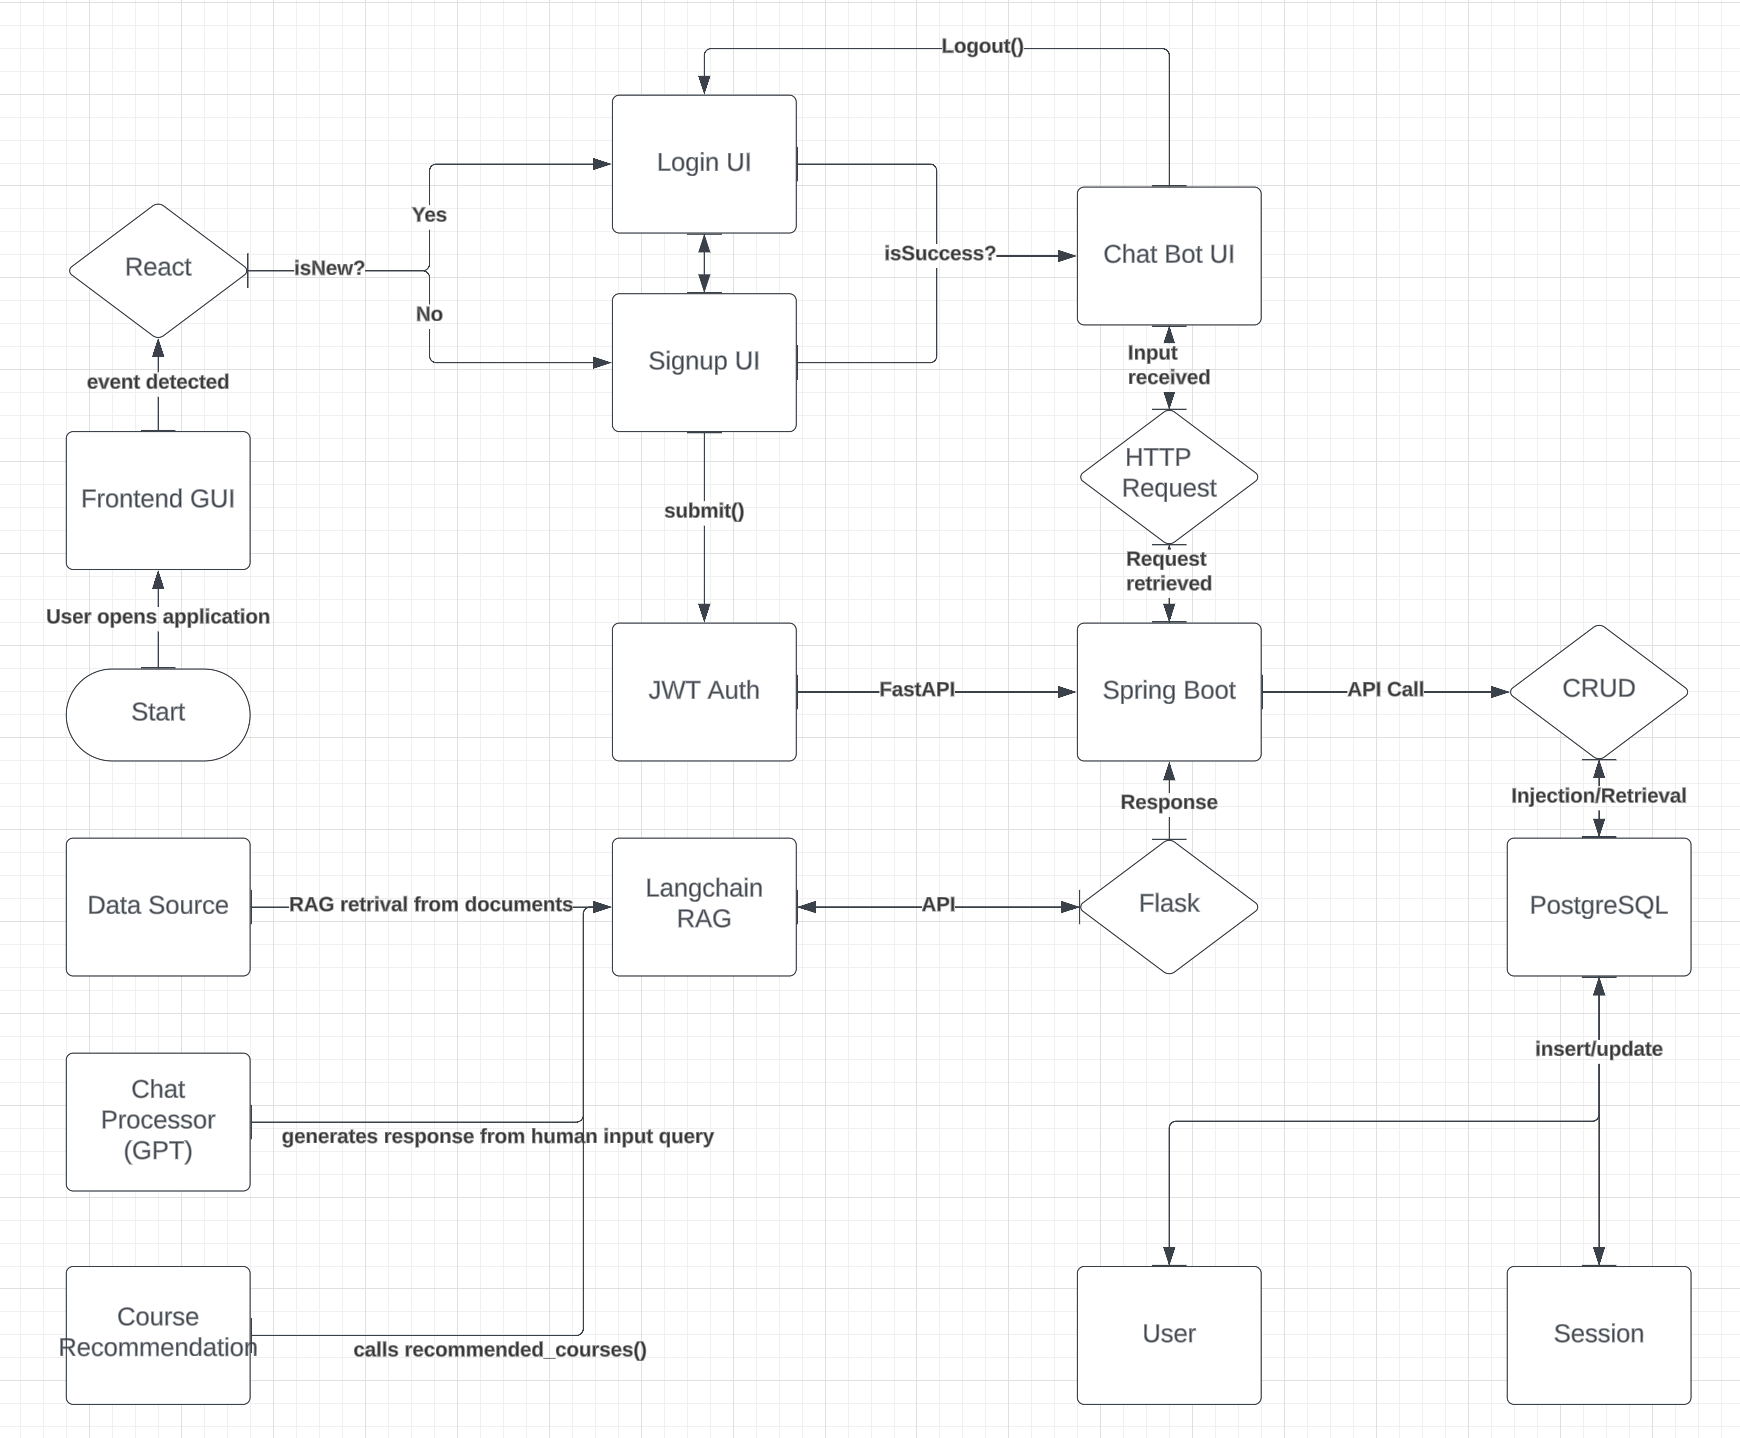 Logout()
Login UI
Yes
React
isNew?
isSuccess?
Chat Bot UI
No
Signup UI
Input
received
event detected
HTTP
Request
Frontend GUI
submit()
Request
retrieved
User opens application
Start
JWT Auth
FastAPI
Spring Boot
API Call
CRUD
Response
Injection/Retrieval
Data Source
RAG retrival from documents
Langchain
RAG
API
Flask
PostgreSQL
insert/update
Chat
Processor
(GPT)
generates response from human input query
Course
Recommendation
calls recommended_courses()
User
Session